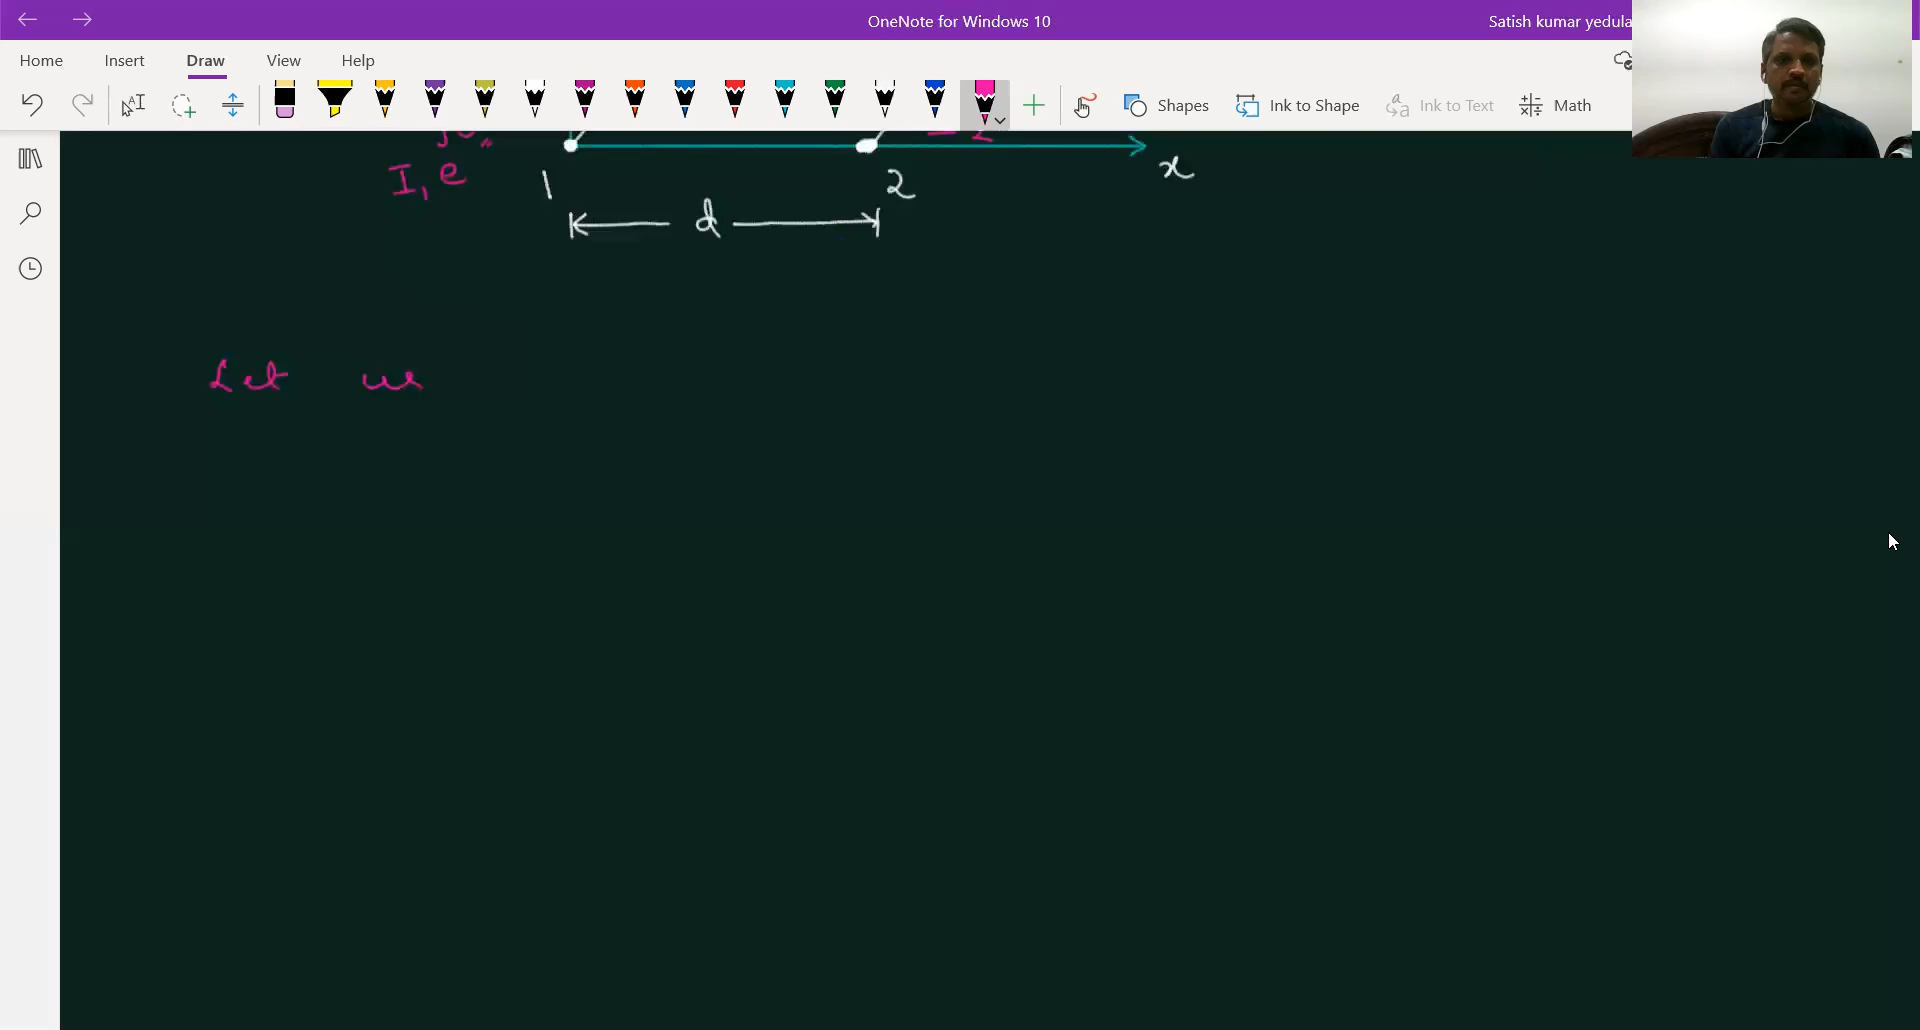 OneNote for Windows 10 Satish kumar yedula
Home Insert Draw View Help
Shapes Ink to Shape Ink to Text Math
I, e 1 2 x
d
Let us